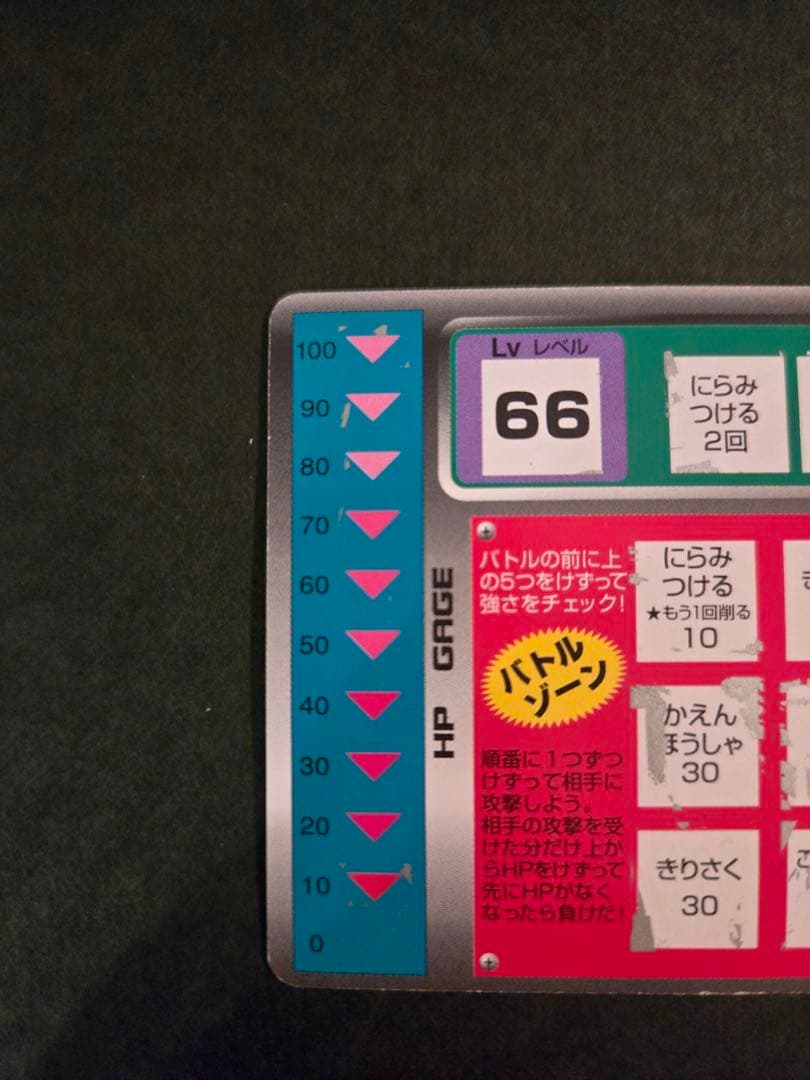 100
90
80
70
60
50
40
30
20
10
0
HP GAGE
Lv レベル
66
にらみ
つける
2回
バトルの前に上
の5つをけずって
強さをチェック!
バトル
ゾーン
順番に1つずつ
けずって相手に
攻撃しよう。
相手の攻撃を受
けた分だけ上か
らHPをけずって
先にHPがなく
なったら負けだ!
にらみ
つける
★もう1回削る
10
かえん
ほうしゃ
30
きりさく
30